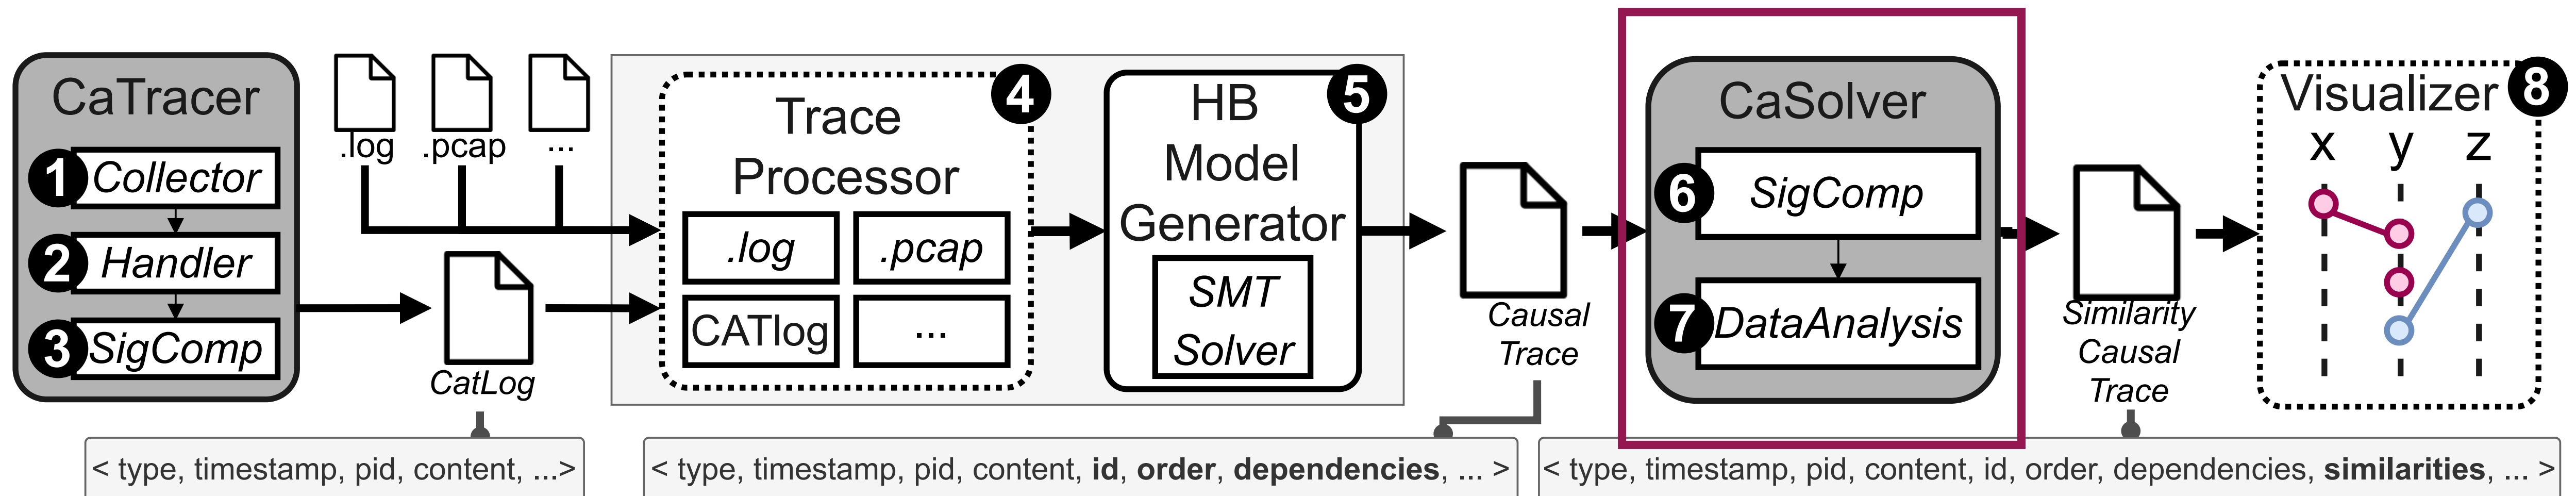 CaTracer
1 Collector
2 Handler
3 SigComp
.log
.pcap
...
CatLog
< type, timestamp, pid, content, ...>
4
Trace
Processor
.log
.pcap
CATlog
...
5
HB
Model
Generator
SMT
Solver
Causal
Trace
< type, timestamp, pid, content, id, order, dependencies, ... >
CaSolver
6 SigComp
7 DataAnalysis
Similarity
Causal
Trace
< type, timestamp, pid, content, id, order, dependencies, similarities, ... >
Visualizer 8
x y z